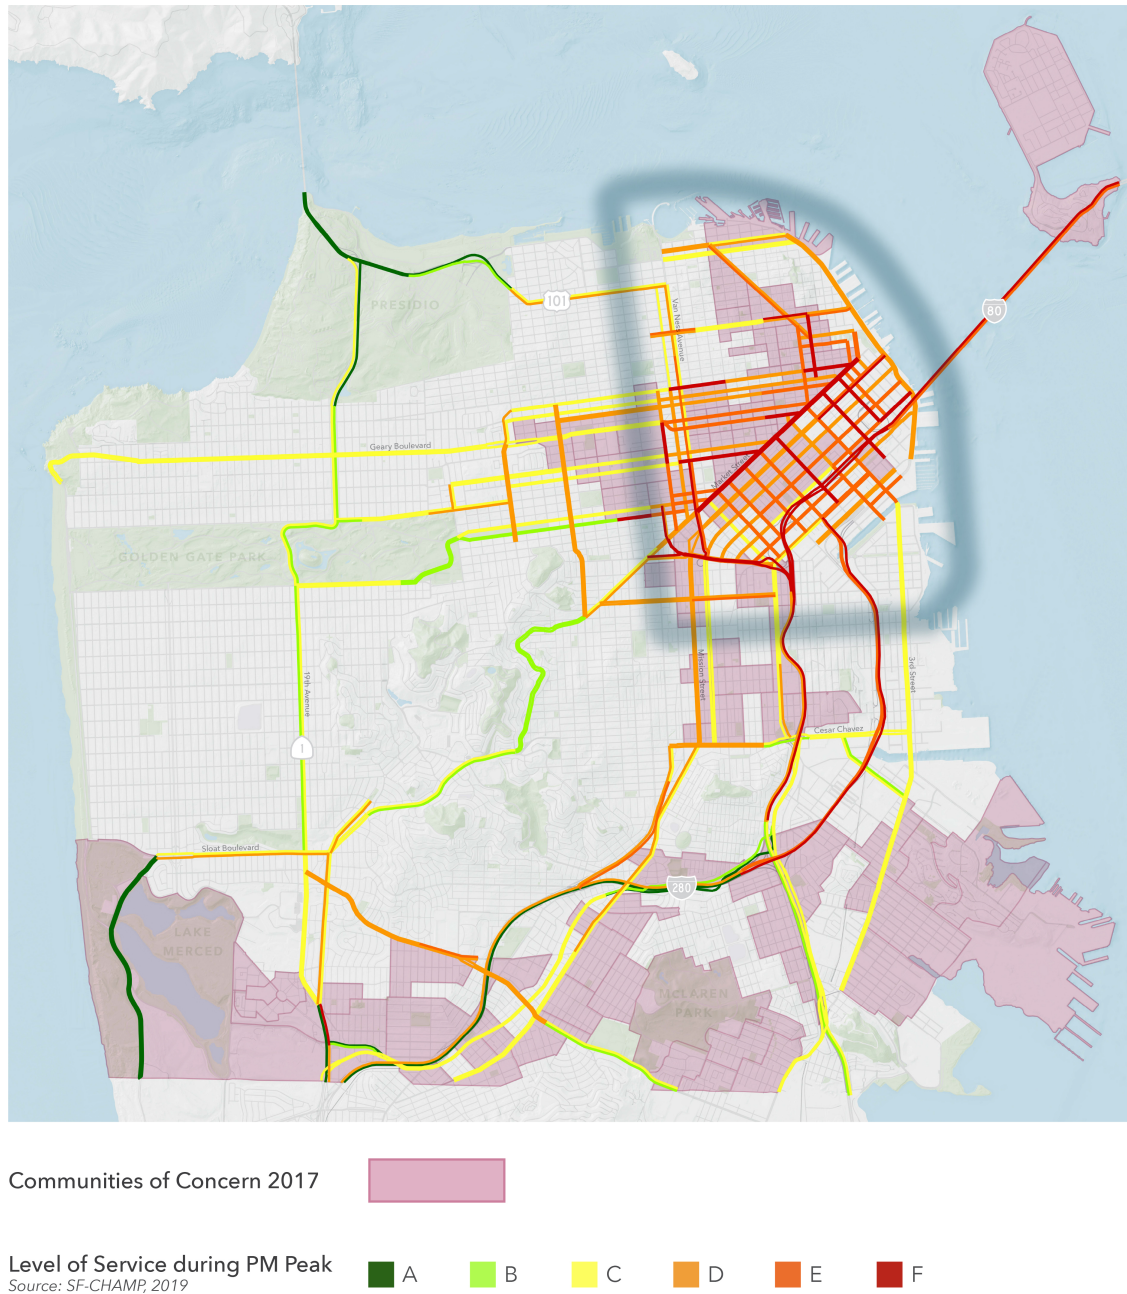 80
PRESIDIO
101
Van Ness Avenue
Geary Boulevard
Market Street
GOLDEN GATE PARK
19th Avenue
Mission Street
3rd Street
1
Cesar Chavez
Sloat Boulevard
280
LAKE
MERCED
MCLAREN
PARK
Communities of Concern 2017
Level of Service during PM Peak
Source: SF-CHAMP, 2019
A B C D E F